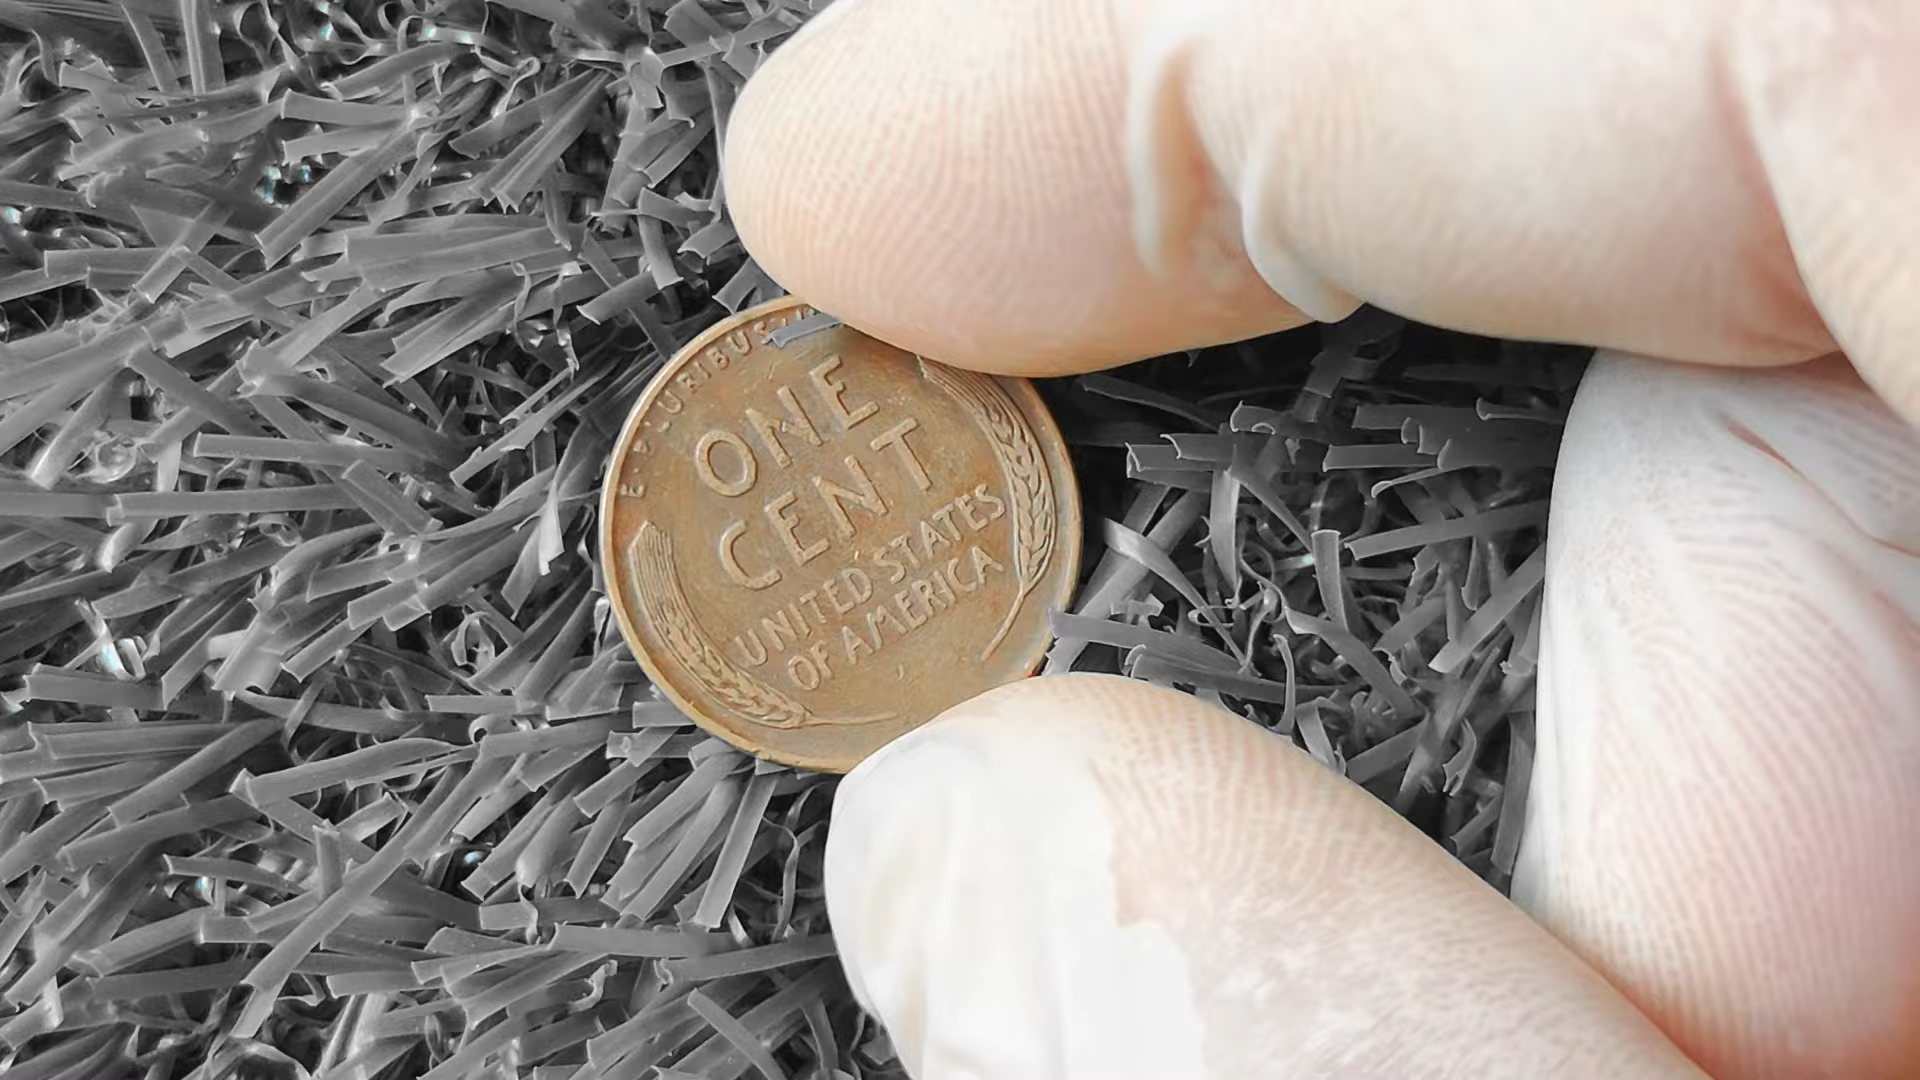 E·PLURIBUS
ONE
CENT
UNITED STATES
OF AMERICA